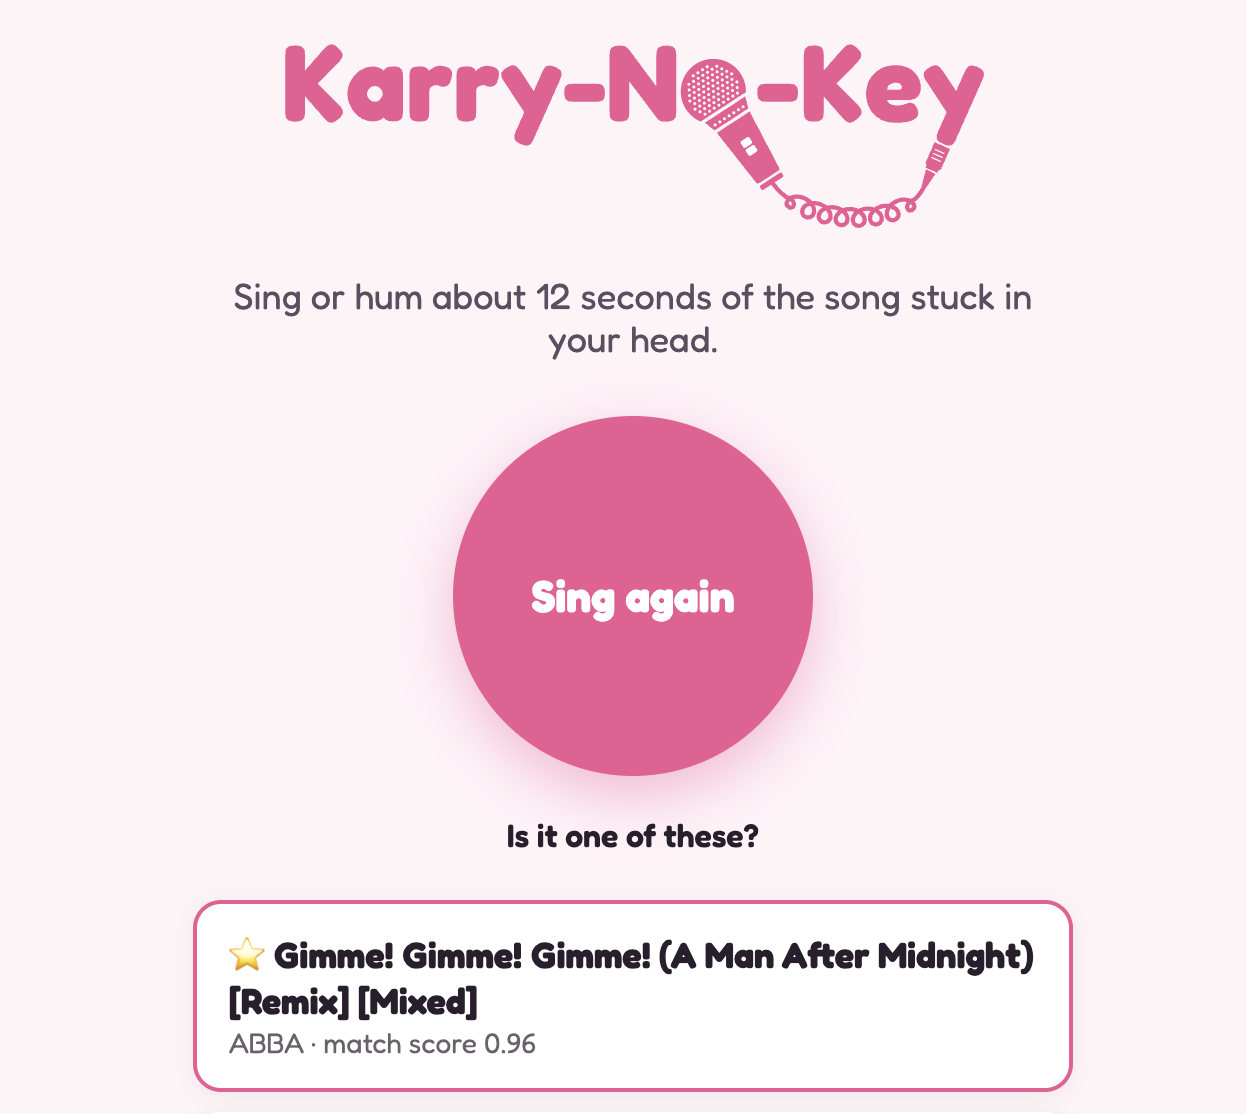 Karry-No-Key
Sing or hum about 12 seconds of the song stuck in
your head.
Sing again
Is it one of these?
⭐ Gimme! Gimme! Gimme! (A Man After Midnight)
[Remix] [Mixed]
ABBA · match score 0.96